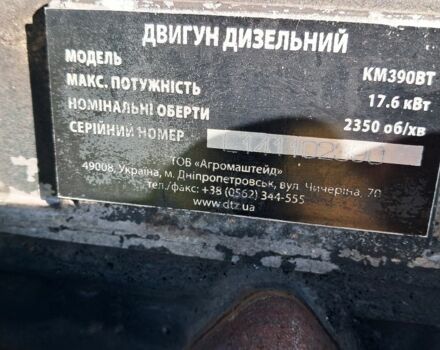 ДВИГУН ДИЗЕЛЬНИЙ
МОДЕЛЬ КМ390ВТ
МАКС. ПОТУЖНІСТЬ 17.6 кВт
НОМІНАЛЬНІ ОБЕРТИ 2350 об/хв
СЕРІЙНИЙ НОМЕР
ТОВ «Агромаштейд»
49008, Україна, м. Дніпропетровськ, вул. Чичеріна, 70
тел./факс: +38 (0562) 344-555
www.dtz.ua